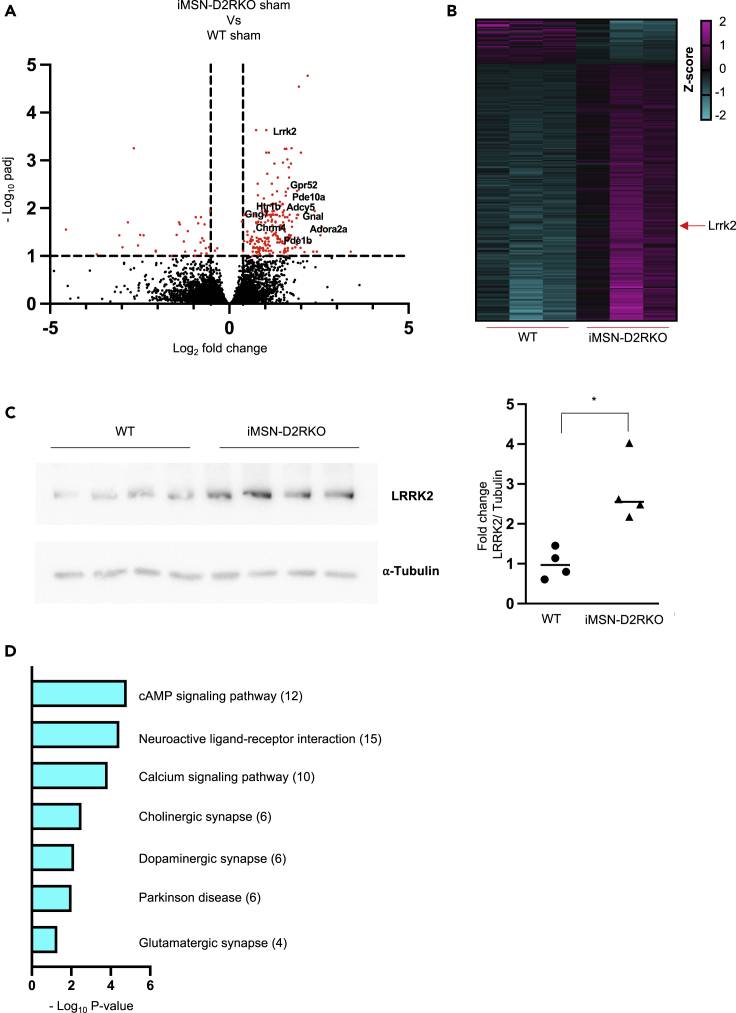 A
iMSN-D2RKO sham
Vs
WT sham
- Log10 padj
5
4
3
2
1
0
Lrrk2
Gpr52
Pde10a
Htr1b
Adcy5
Gng7
Gnal
Chrm4
Adora2a
Pde1b
-5
0
5
Log2 fold change
B
2
1
0
-1
-2
Z-score
Lrrk2
WT
iMSN-D2RKO
C
WT
iMSN-D2RKO
LRRK2
α-Tubulin
Fold change
LRRK2/ Tubulin
5
4
3
2
1
0
*
WT
iMSN-D2RKO
D
cAMP signaling pathway (12)
Neuroactive ligand-receptor interaction (15)
Calcium signaling pathway (10)
Cholinergic synapse (6)
Dopaminergic synapse (6)
Parkinson disease (6)
Glutamatergic synapse (4)
0
2
4
6
- Log10 P-value